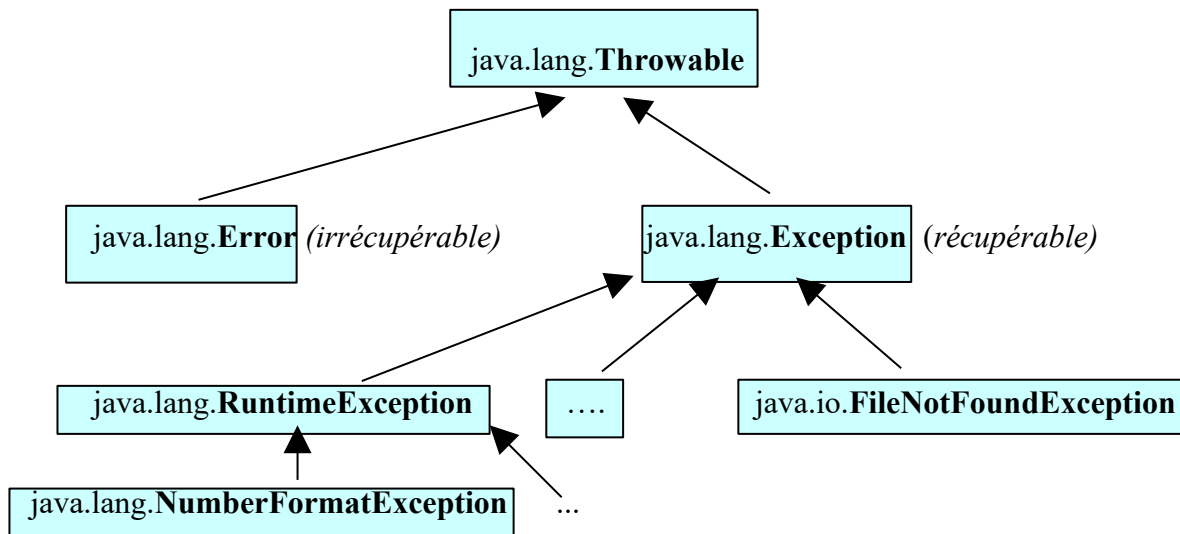 java.lang.Throwable
java.lang.Error (irrécupérable)
java.lang.Exception (récupérable)
java.lang.RuntimeException
….
java.io.FileNotFoundException
java.lang.NumberFormatException
...